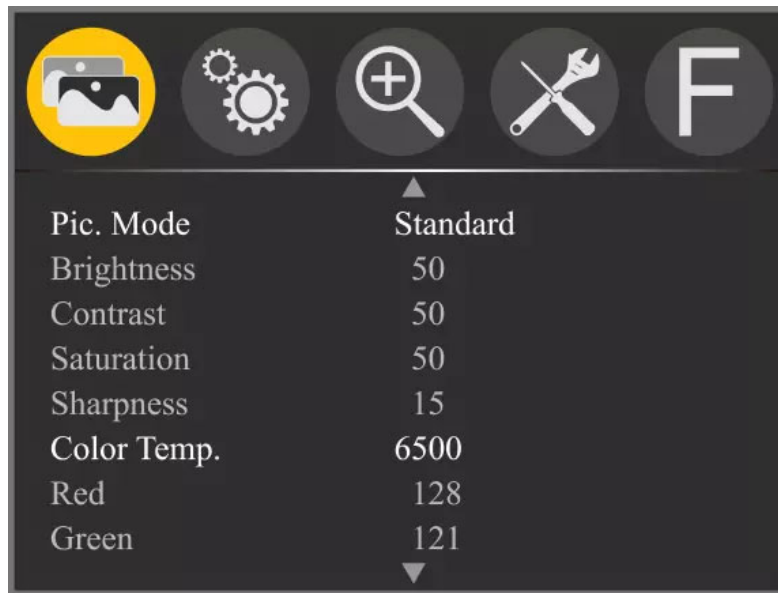 F
Pic. Mode Standard
Brightness 50
Contrast 50
Saturation 50
Sharpness 15
Color Temp. 6500
Red 128
Green 121